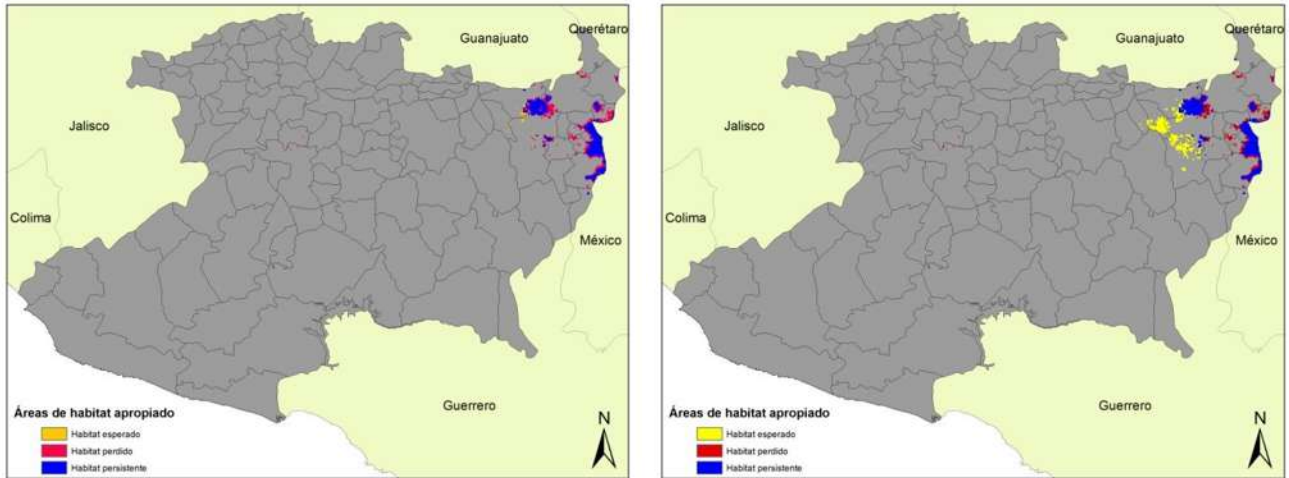 Guanajuato
Querétaro
Jalisco
Colima
México
Guerrero
Áreas de habitat apropiado
Habitat esperado
Habitat perdido
Habitat persistente
N
Guanajuato
Querétaro
Jalisco
Colima
México
Guerrero
Áreas de habitat apropiado
Habitat esperado
Habitat perdido
Habitat persistente
N